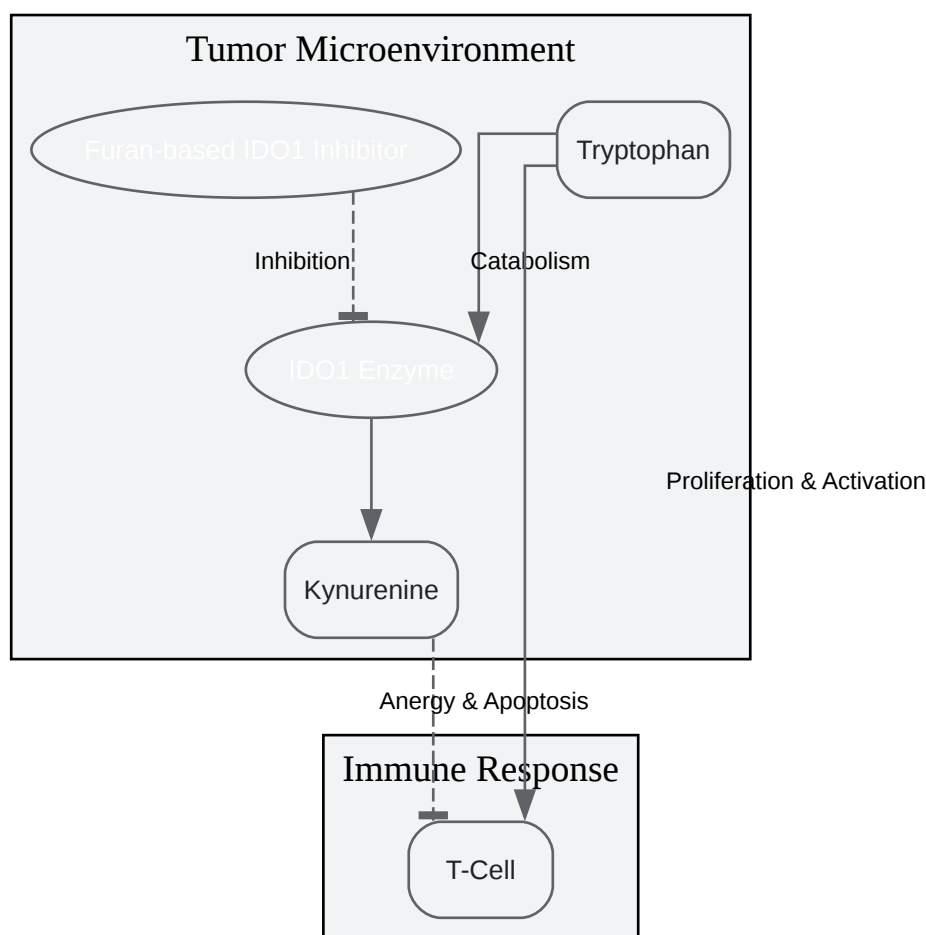 Tumor Microenvironment
Furan-based IDO1 Inhibitor
Tryptophan
Inhibition
Catabolism
IDO1 Enzyme
Proliferation & Activation
Kynurenine
Anergy & Apoptosis
Immune Response
T-Cell